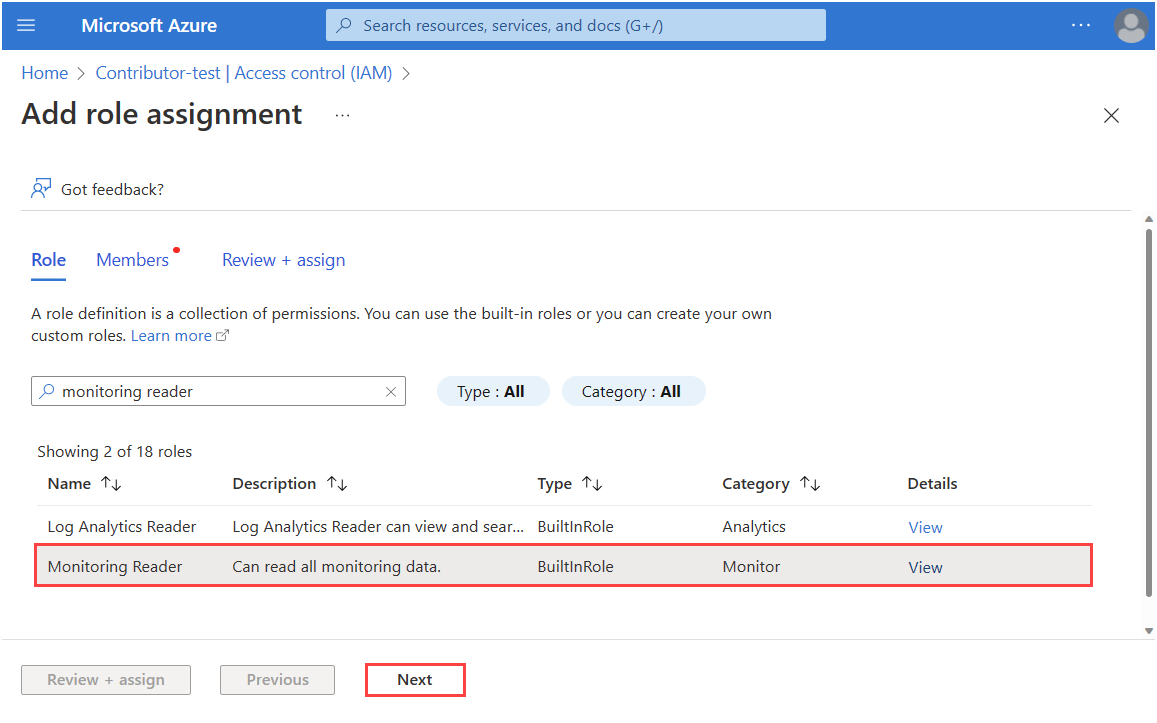 Microsoft Azure
Search resources, services, and docs (G+/)
Home > Contributor-test | Access control (IAM) >
Add role assignment ...
Got feedback?
Role Members Review + assign
A role definition is a collection of permissions. You can use the built-in roles or you can create your own
custom roles. Learn more
monitoring reader
Type : All
Category : All
Showing 2 of 18 roles
Name Description Type Category Details
Log Analytics Reader Log Analytics Reader can view and sear... BuiltInRole Analytics View
Monitoring Reader Can read all monitoring data. BuiltInRole Monitor View
Review + assign Previous Next